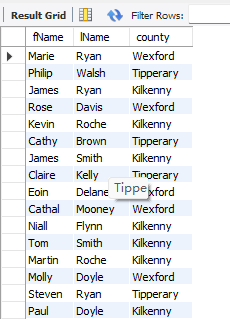 Result Grid Filter Rows:
fName lName county
Marie Ryan Wexford
Philip Walsh Tipperary
James Ryan Kilkenny
Rose Davis Wexford
Kevin Roche Kilkenny
Cathy Brown Tipperary
James Smith Kilkenny
Claire Kelly Tipperary
Eoin Delane Wexford
Tippe
Cathal Mooney Wexford
Niall Flynn Kilkenny
Tom Smith Kilkenny
Martin Roche Kilkenny
Molly Doyle Wexford
Steven Ryan Tipperary
Paul Doyle Kilkenny